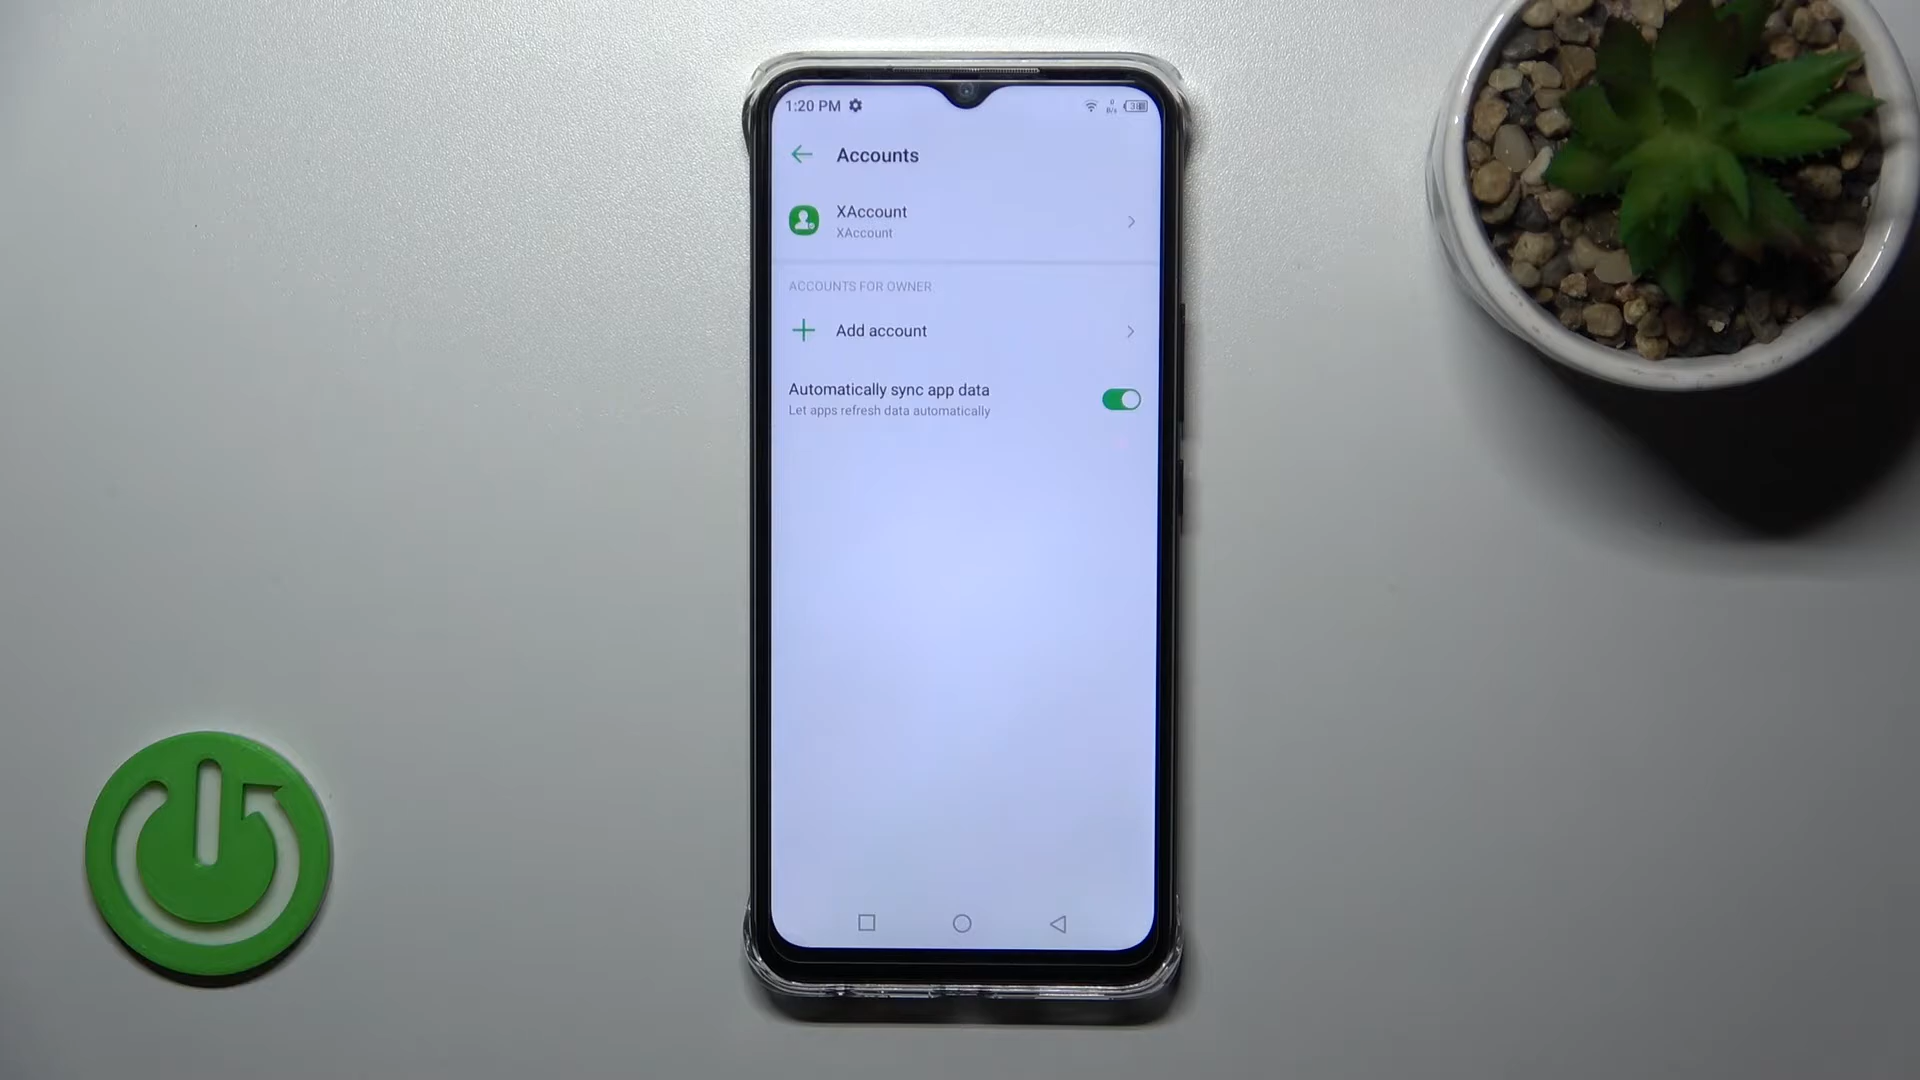 1:20 PM
Accounts
XAccount
XAccount
ACCOUNTS FOR OWNER
Add account
Automatically sync app data
Let apps refresh data automatically